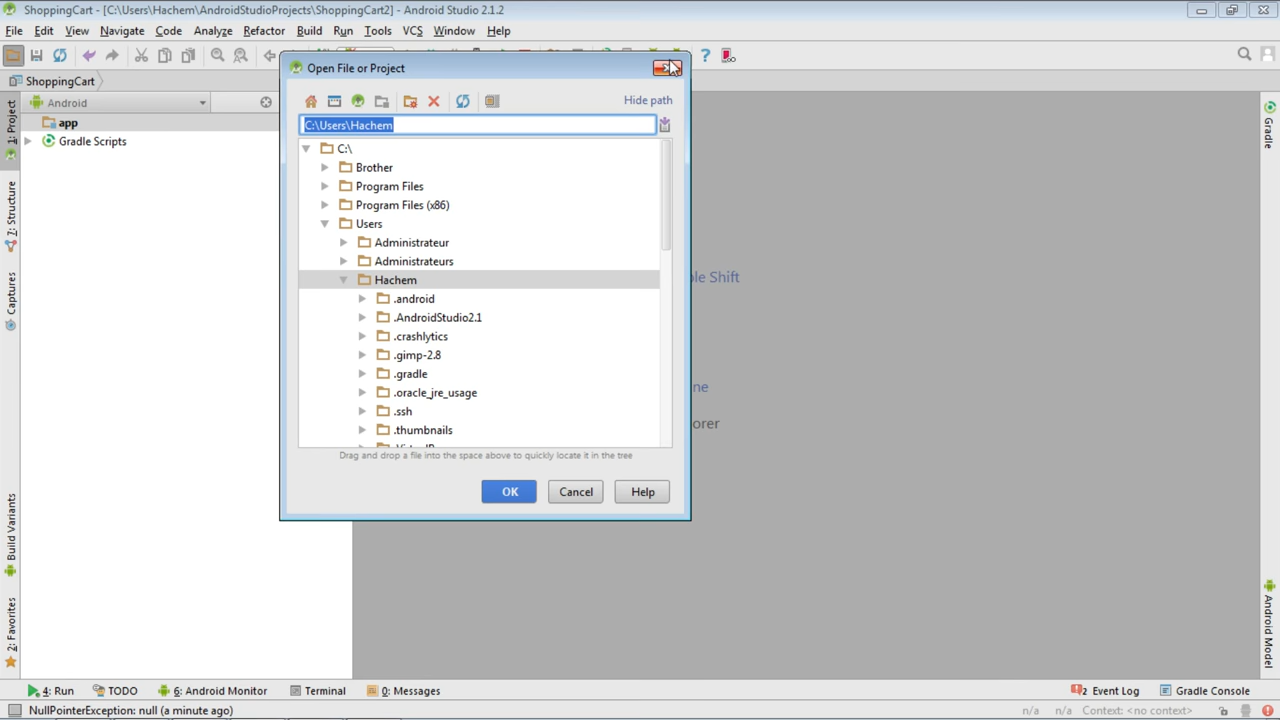 ShoppingCart - [C:\Users\Hachem\AndroidStudioProjects\ShoppingCart2] - Android Studio 2.1.2
File Edit View Navigate Code Analyze Refactor Build Run Tools VCS Window Help
Open File or Project
ShoppingCart
Hide path
Android
C:\Users\Hachem
app
Gradle Scripts
C:\
Brother
Program Files
Program Files (x86)
Users
Administrateur
Administrateurs
Hachem
.android
.AndroidStudio2.1
.crashlytics
.gimp-2.8
.gradle
.oracle_jre_usage
.ssh
.thumbnails
Drag and drop a file into the space above to quickly locate it in the tree
OK Cancel Help
Shift
1: Project
7: Structure
Captures
Build Variants
2: Favorites
Gradle
Android Model
4: Run TODO 6: Android Monitor Terminal 0: Messages 2 Event Log Gradle Console
NullPointerException: null (a minute ago) n/a n/a Context: <no context>